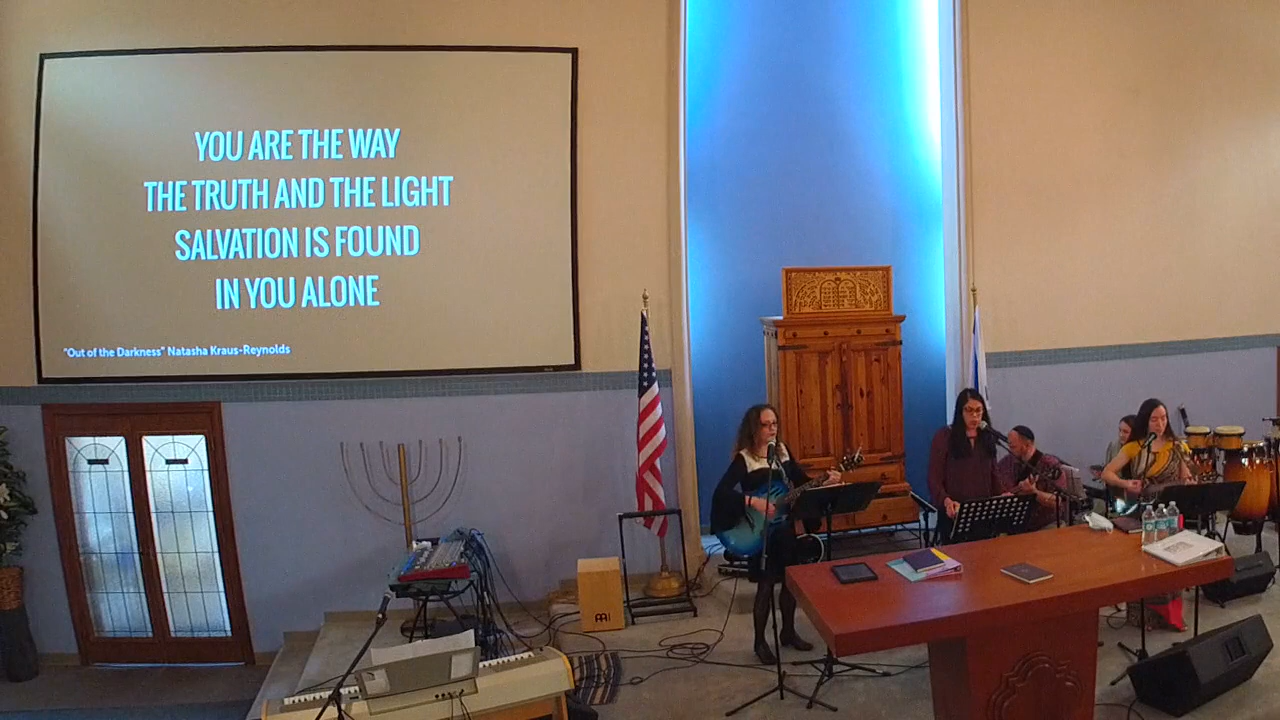 YOU ARE THE WAY
THE TRUTH AND THE LIGHT
SALVATION IS FOUND
IN YOU ALONE
"Out of the Darkness" Natasha Kraus-Reynolds